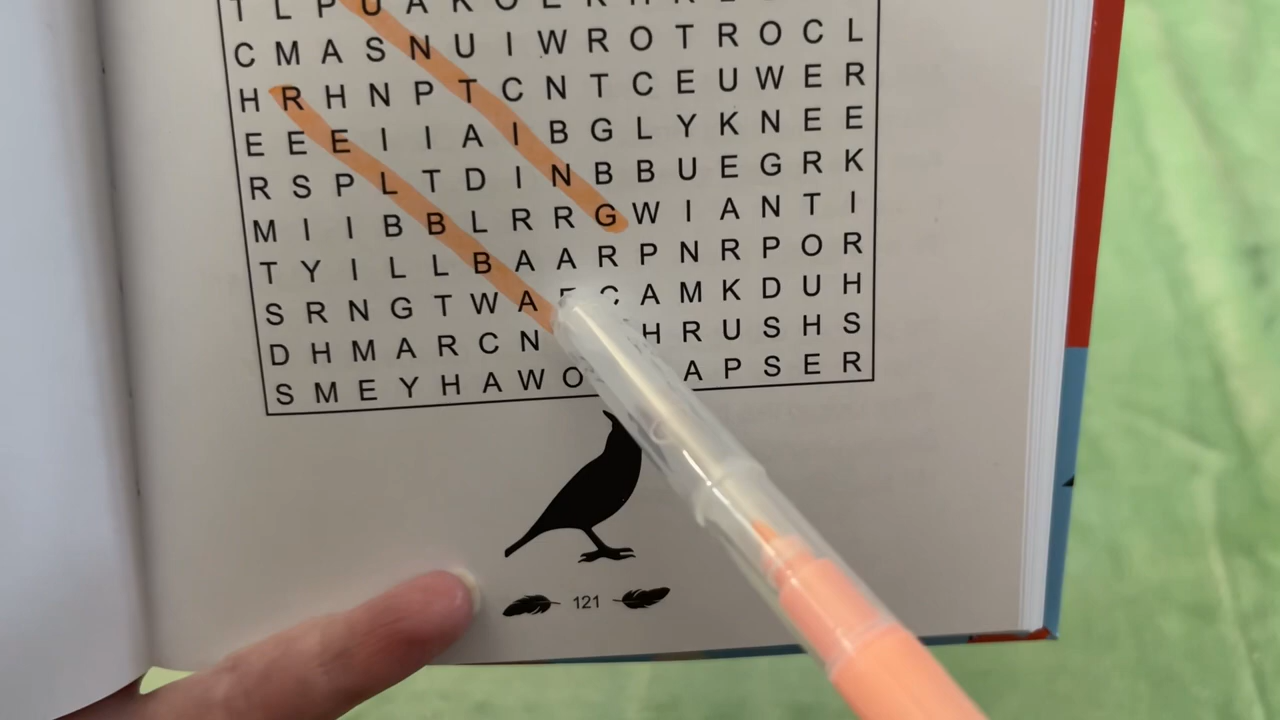 T L P U A R O E R H R
C M A S N U I W R O T R O C L
H R H N P T C N T C E U W E R
E E E I I A I B G L Y K N E E
R S P L T D I N B B U E G R K
M I I B B L R R G W I A N T I
T Y I L L B A A R P N R P O R
S R N G T W A C A M K D U H
D H M A R C N H R U S H S
S M E Y H A W O A P S E R
121